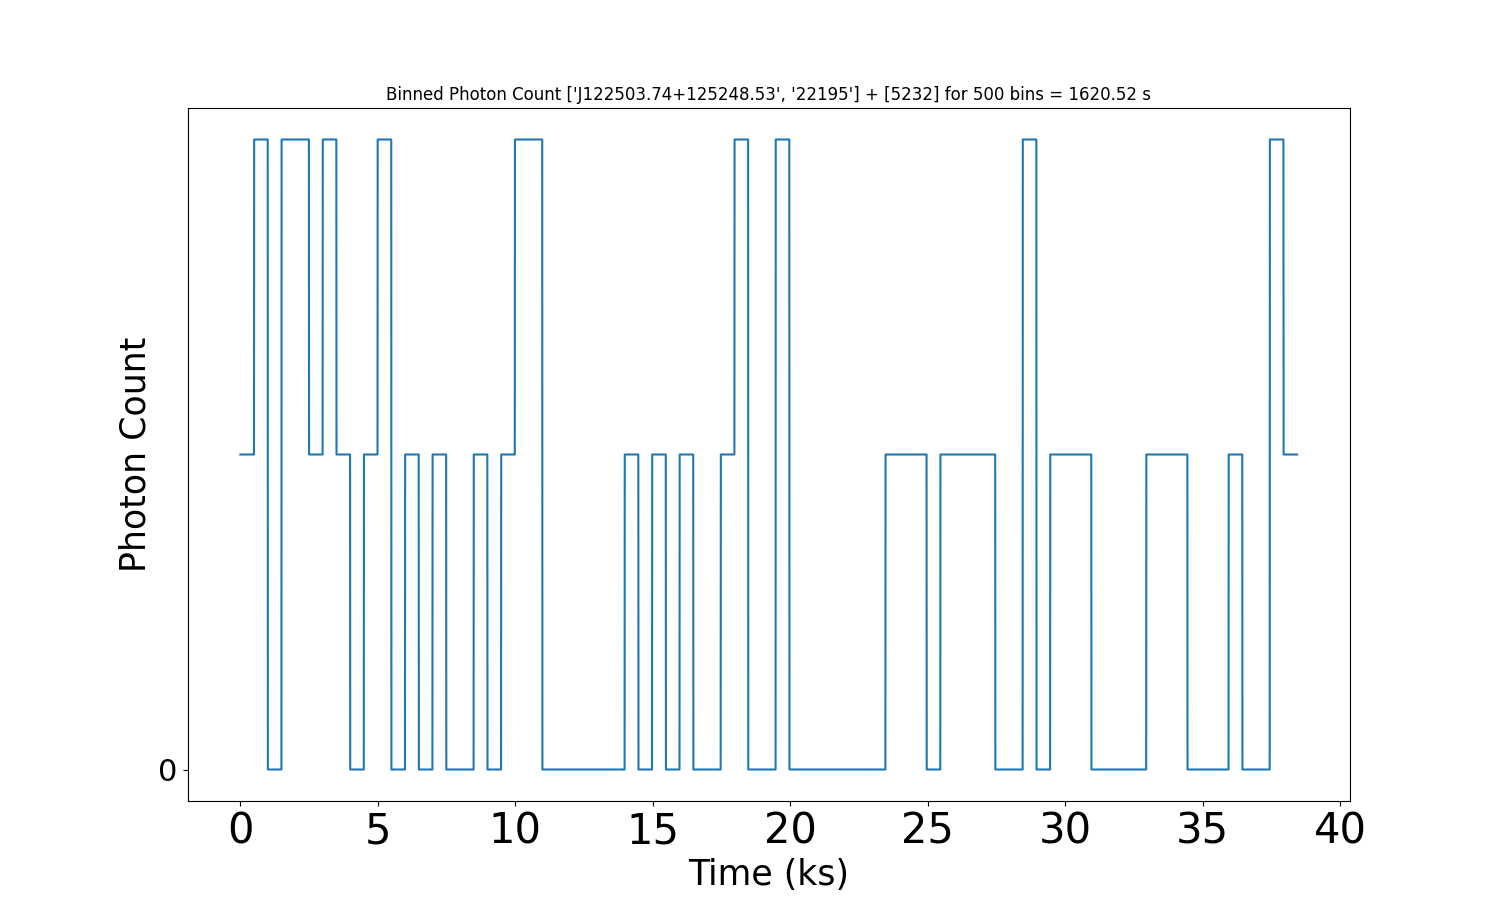 Binned Photon Count ['J122503.74+125248.53', '22195'] + [5232] for 500 bins = 1620.52 s
Photon Count
0
0 5 10 15 20 25 30 35 40
Time (ks)